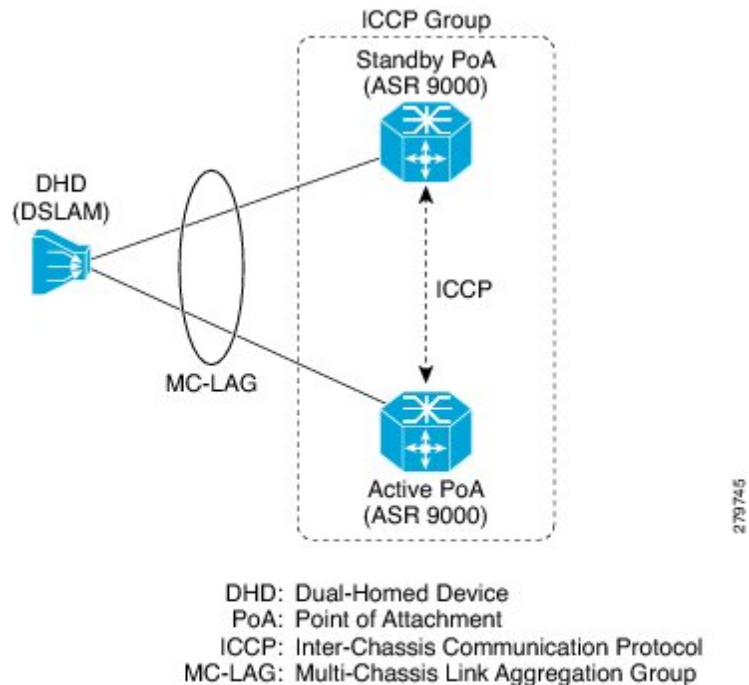 ICCP Group
Standby PoA
(ASR 9000)
DHD
(DSLAM)
ICCP
MC-LAG
Active PoA
(ASR 9000)
279745
DHD: Dual-Homed Device
PoA: Point of Attachment
ICCP: Inter-Chassis Communication Protocol
MC-LAG: Multi-Chassis Link Aggregation Group